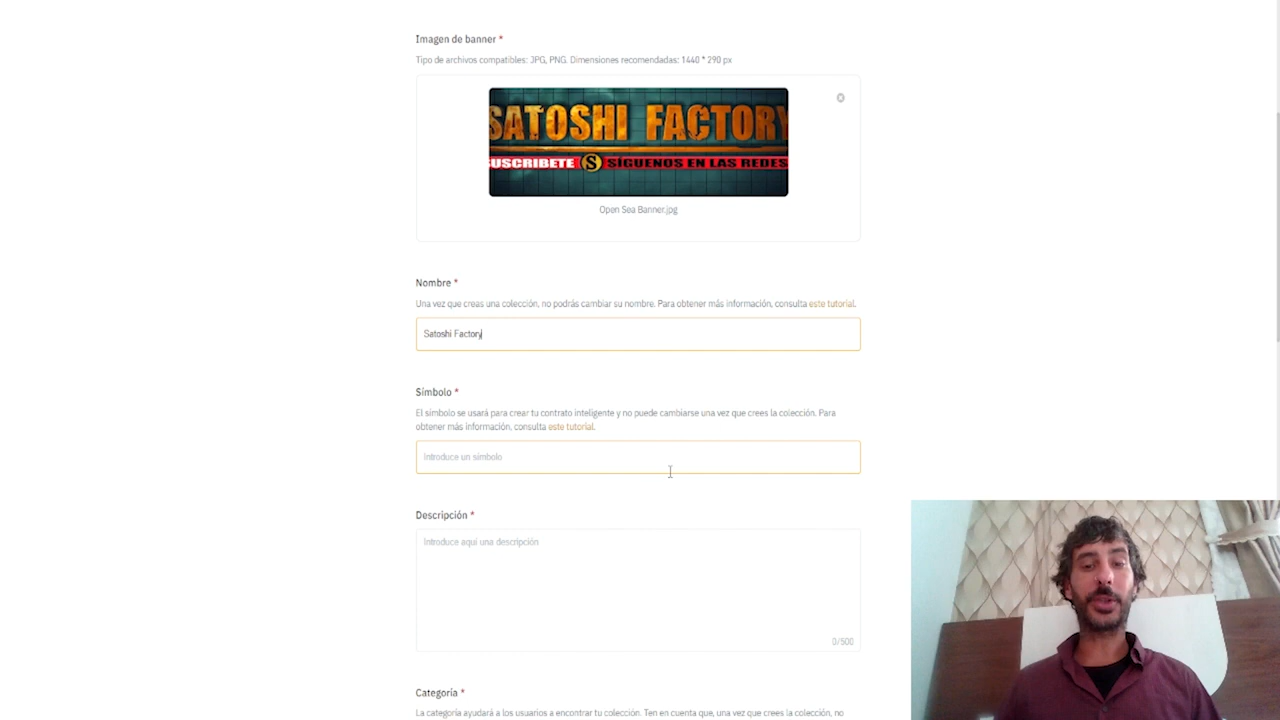 Imagen de banner *
Tipo de archivos compatibles: JPG, PNG. Dimensiones recomendadas: 1440 * 290 px
SATOSHI FACTORY
USCRIBETE S SÍGUENOS EN LAS REDES
Open Sea Banner.jpg
Nombre *
Una vez que creas una colección, no podrás cambiar su nombre. Para obtener más información, consulta este tutorial.
Satoshi Factory
Símbolo *
El símbolo se usará para crear tu contrato inteligente y no puede cambiarse una vez que crees la colección. Para
obtener más información, consulta este tutorial.
Introduce un símbolo
Descripción *
Introduce aquí una descripción
0/500
Categoría *
La categoría ayudará a los usuarios a encontrar tu colección. Ten en cuenta que, una vez que crees la colección, no